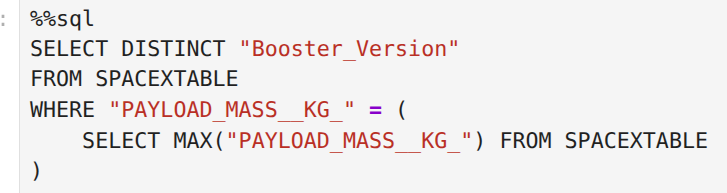 :
%%sql
SELECT DISTINCT "Booster_Version"
FROM SPACEXTABLE
WHERE "PAYLOAD_MASS__KG_" = (
    SELECT MAX("PAYLOAD_MASS__KG_") FROM SPACEXTABLE
)